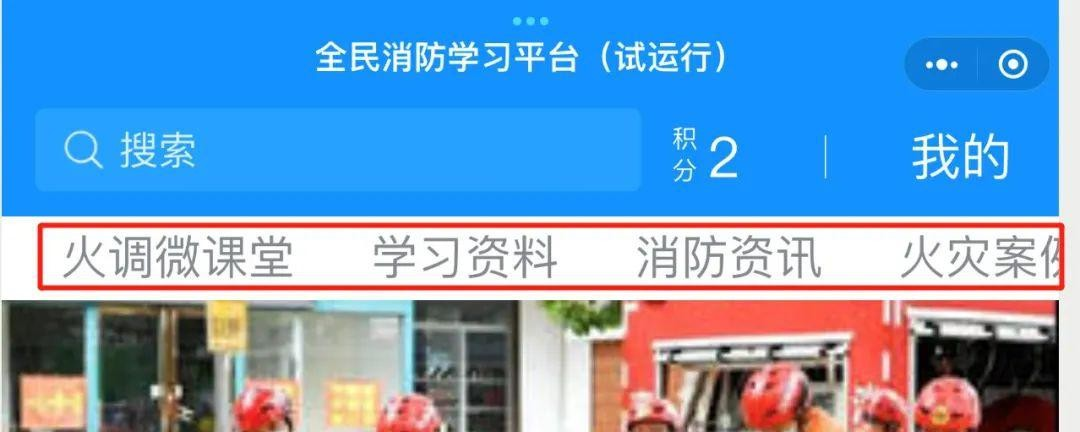 全民消防学习平台（试运行）
搜索
积分 2
我的
火调微课堂 学习资料 消防资讯 火灾案例